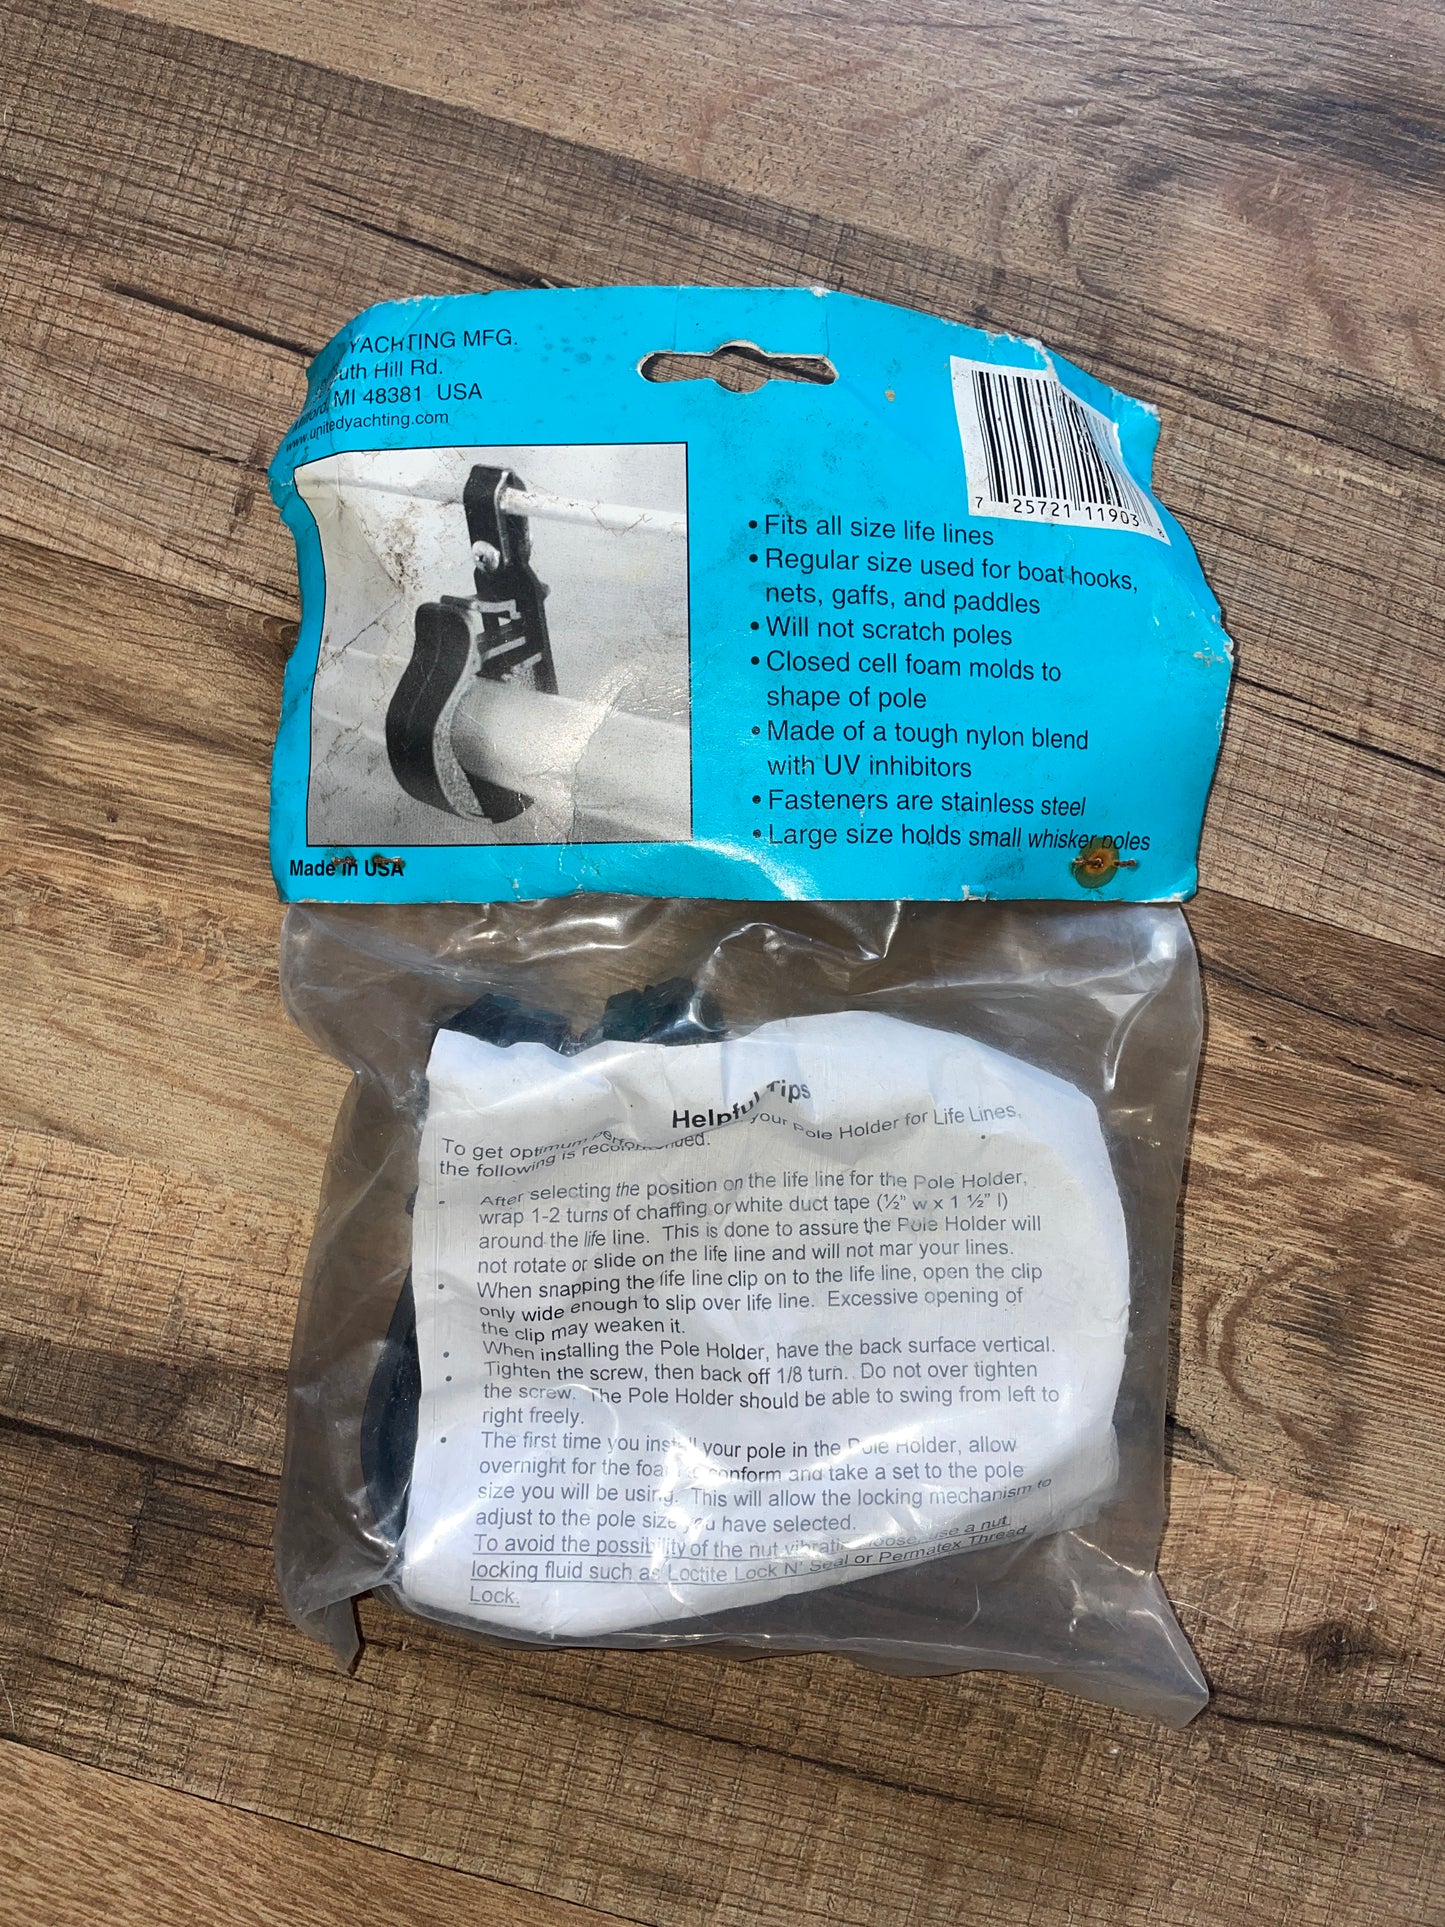 YACHTING MFG.
uth Hill Rd.
Milford, MI 48381 USA
www.unitedyachting.com
7 25721 11903 8
• Fits all size life lines
• Regular size used for boat hooks,
nets, gaffs, and paddles
• Will not scratch poles
• Closed cell foam molds to
shape of pole
• Made of a tough nylon blend
with UV inhibitors
• Fasteners are stainless steel
• Large size holds small whisker poles
Made in USA
Helpful Tips
To get optimum your Pole Holder for Life Lines,
the following is recommended.
• After selecting the position on the life line for the Pole Holder,
wrap 1-2 turns of chaffing or white duct tape (½" w x 1 ½" l)
around the life line. This is done to assure the Pole Holder will
not rotate or slide on the life line and will not mar your lines.
• When snapping the life line clip on to the life line, open the clip
only wide enough to slip over life line. Excessive opening of
the clip may weaken it.
• When installing the Pole Holder, have the back surface vertical.
• Tighten the screw, then back off 1/8 turn. Do not over tighten
the screw. The Pole Holder should be able to swing from left to
right freely.
• The first time you install your pole in the Pole Holder, allow
overnight for the foam to conform and take a set to the pole
size you will be using. This will allow the locking mechanism to
adjust to the pole size you have selected.
To avoid the possibility of the nut vibrating loose, use a nut
locking fluid such as Loctite Lock N' Seal or Permatex Thread
Lock.